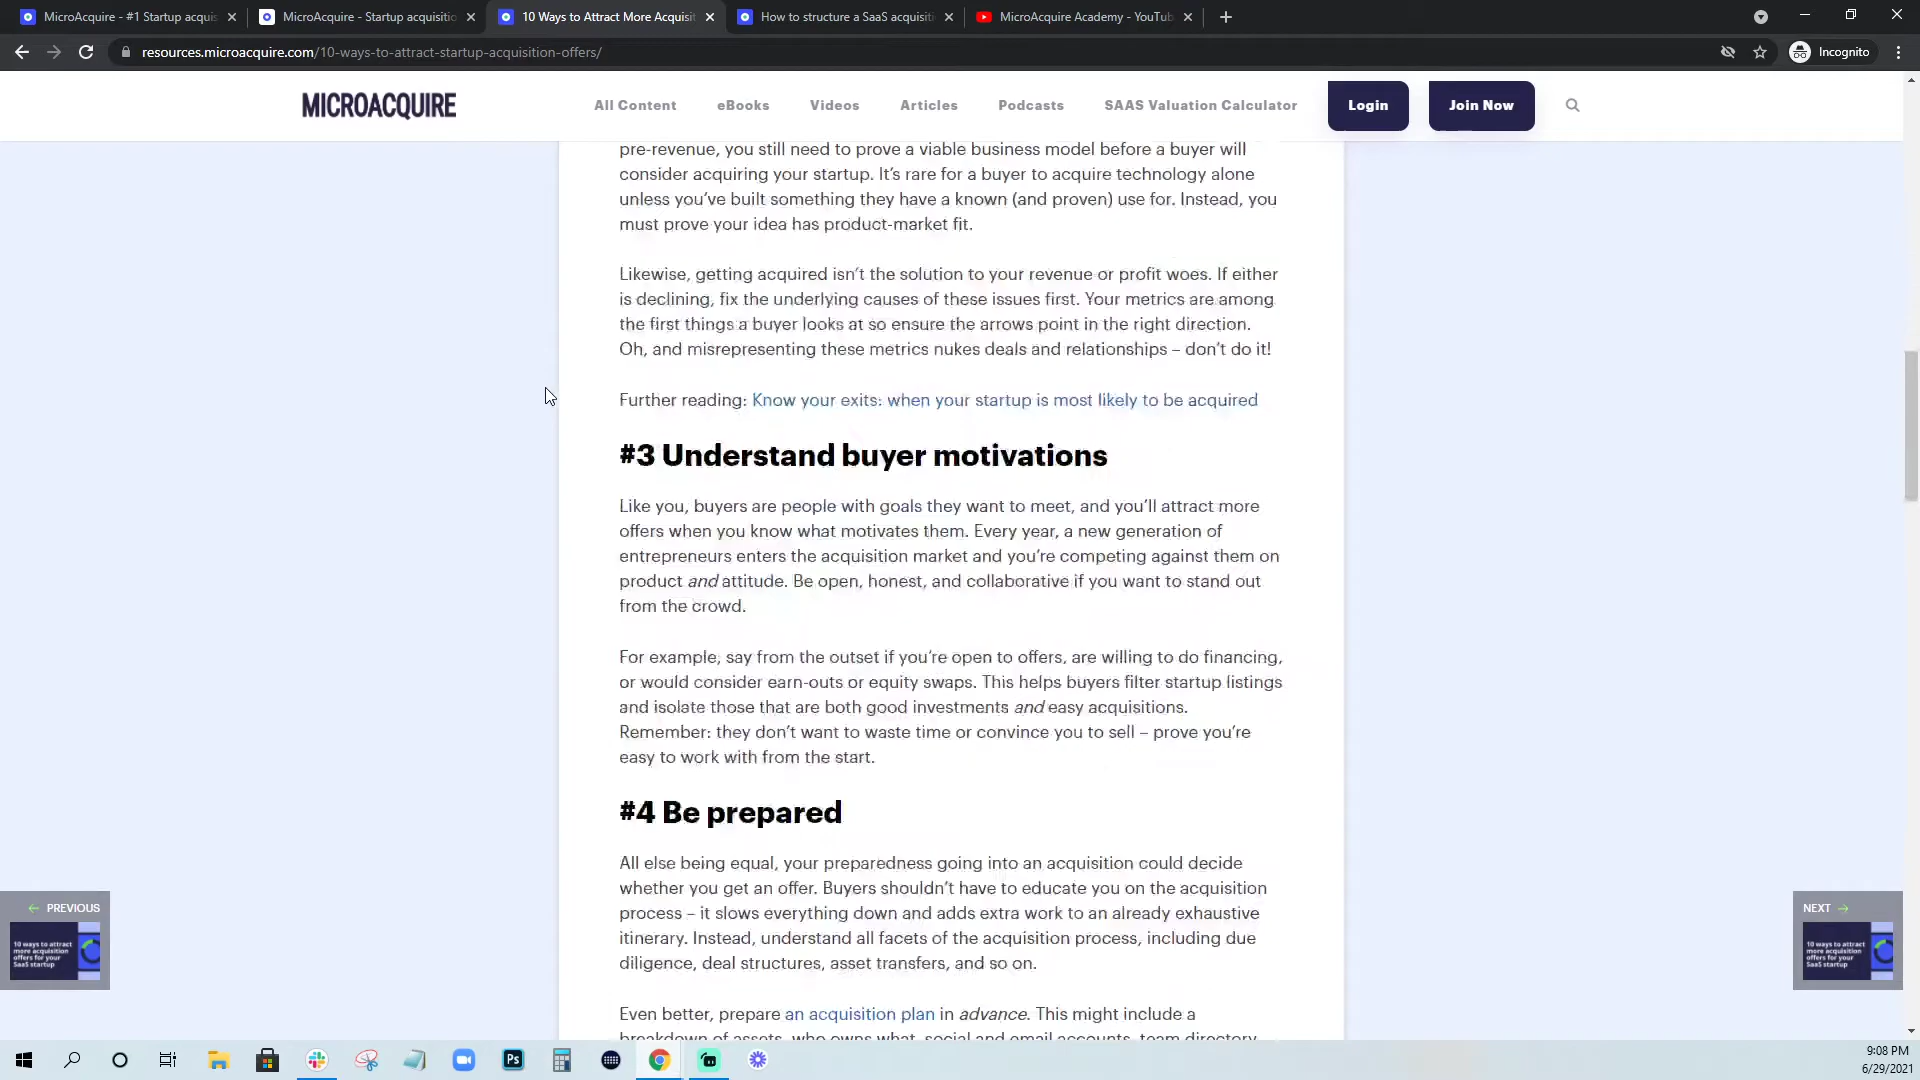 MicroAcquire - #1 Startup acquis
MicroAcquire - Startup acquisitio
10 Ways to Attract More Acquisit
How to structure a SaaS acquisiti
MicroAcquire Academy - YouTub
resources.microacquire.com/10-ways-to-attract-startup-acquisition-offers/
Incognito
MICROACQUIRE
All Content
eBooks
Videos
Articles
Podcasts
SAAS Valuation Calculator
Login
Join Now
pre-revenue, you still need to prove a viable business model before a buyer will
consider acquiring your startup. It’s rare for a buyer to acquire technology alone
unless you’ve built something they have a known (and proven) use for. Instead, you
must prove your idea has product-market fit.
Likewise, getting acquired isn’t the solution to your revenue or profit woes. If either
is declining, fix the underlying causes of these issues first. Your metrics are among
the first things a buyer looks at so ensure the arrows point in the right direction.
Oh, and misrepresenting these metrics nukes deals and relationships – don’t do it!
Further reading: Know your exits: when your startup is most likely to be acquired
#3 Understand buyer motivations
Like you, buyers are people with goals they want to meet, and you’ll attract more
offers when you know what motivates them. Every year, a new generation of
entrepreneurs enters the acquisition market and you’re competing against them on
product and attitude. Be open, honest, and collaborative if you want to stand out
from the crowd.
For example, say from the outset if you’re open to offers, are willing to do financing,
or would consider earn-outs or equity swaps. This helps buyers filter startup listings
and isolate those that are both good investments and easy acquisitions.
Remember: they don’t want to waste time or convince you to sell – prove you’re
easy to work with from the start.
#4 Be prepared
All else being equal, your preparedness going into an acquisition could decide
whether you get an offer. Buyers shouldn’t have to educate you on the acquisition
process – it slows everything down and adds extra work to an already exhaustive
itinerary. Instead, understand all facets of the acquisition process, including due
diligence, deal structures, asset transfers, and so on.
Even better, prepare an acquisition plan in advance. This might include a
breakdown of assets, who owns what, social and email accounts, team directory,
← PREVIOUS
10 ways to attract
more acquisition
offers for your
SaaS startup
NEXT →
10 ways to attract
more acquisition
offers for your
SaaS startup
Ps
9:08 PM
6/29/2021